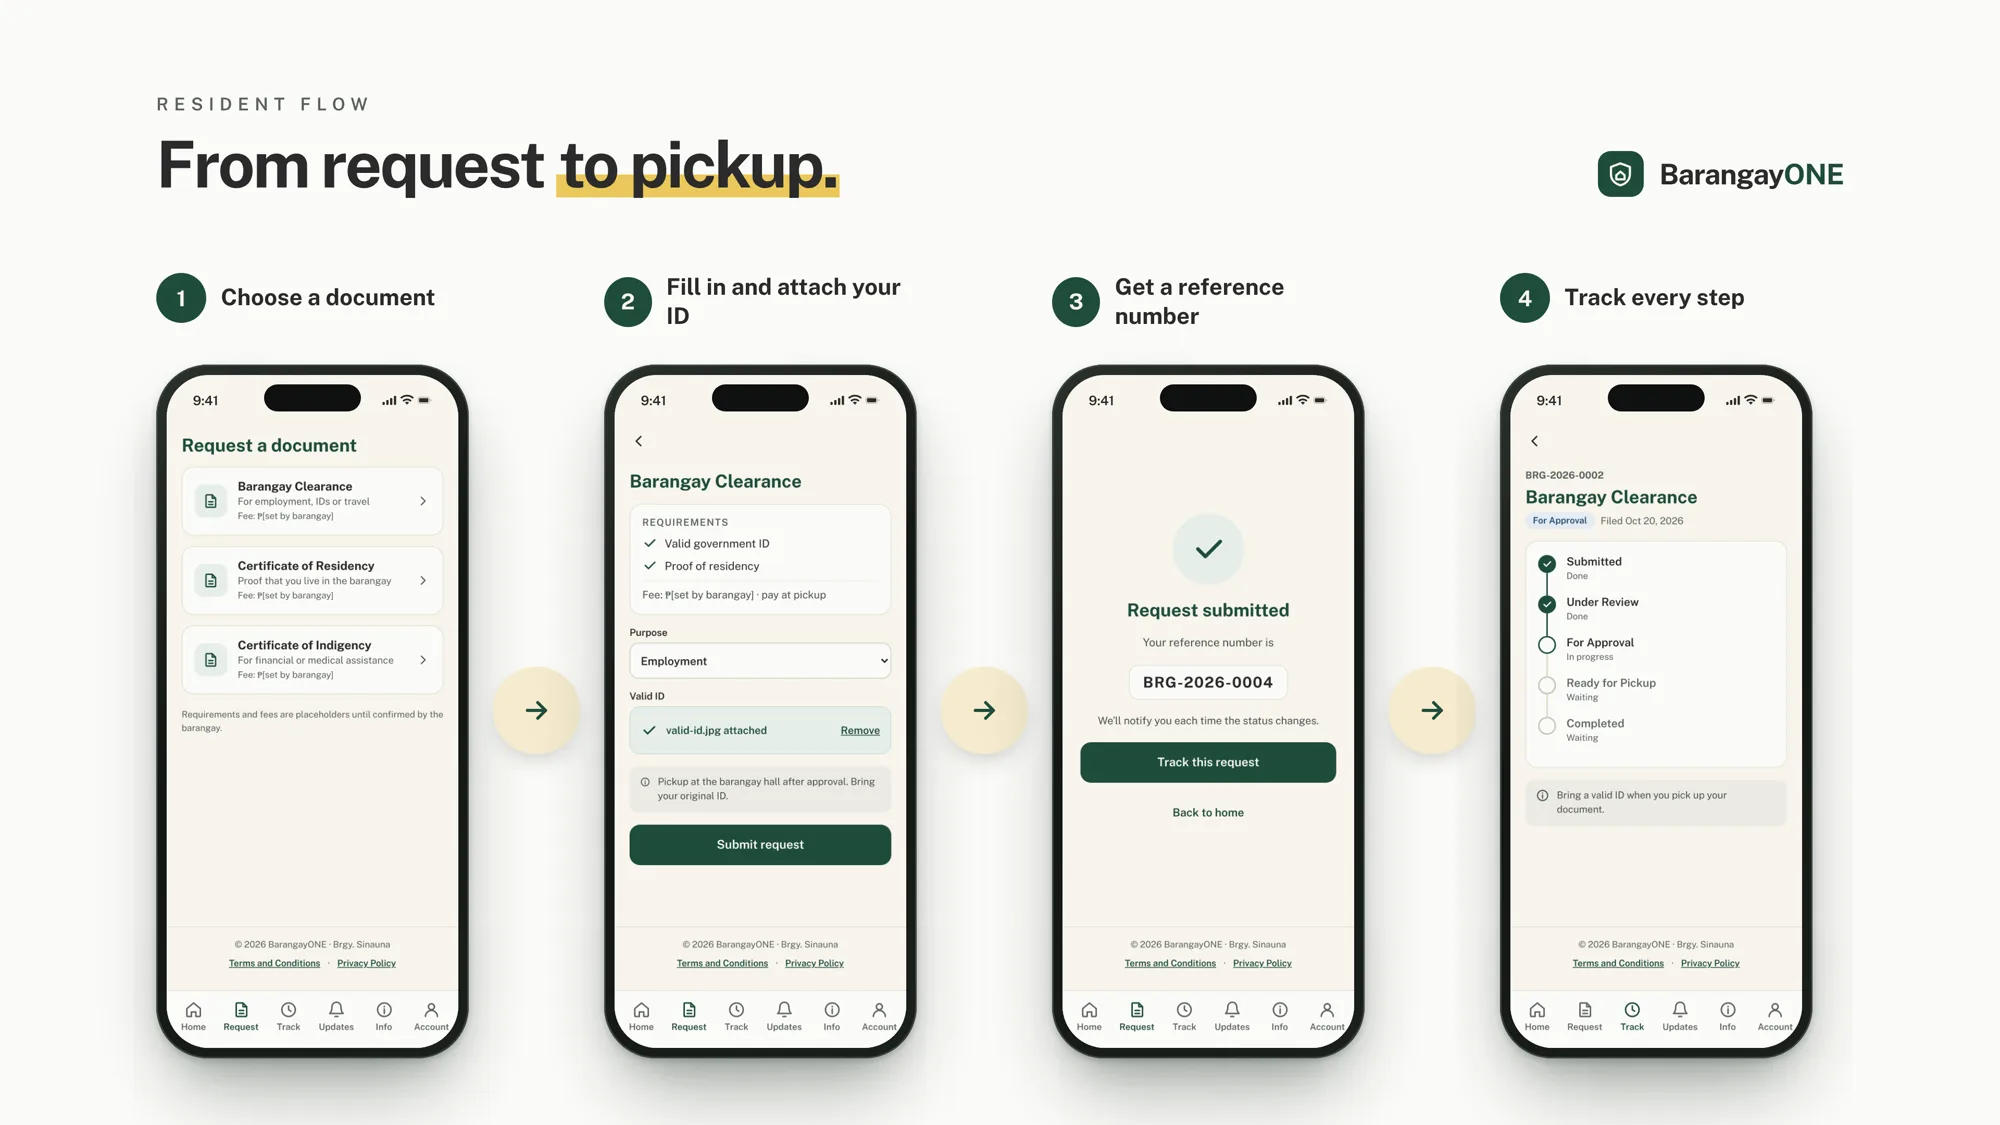 RESIDENT FLOW
From request to pickup.
BarangayONE
1 Choose a document
9:41
Request a document
Barangay Clearance
For employment, IDs or travel
Fee: ₱[set by barangay]
Certificate of Residency
Proof that you live in the barangay
Fee: ₱[set by barangay]
Certificate of Indigency
For financial or medical assistance
Fee: ₱[set by barangay]
Requirements and fees are placeholders until confirmed by the
barangay.
© 2026 BarangayONE · Brgy. Sinauna
Terms and Conditions · Privacy Policy
Home Request Track Updates Info Account
2 Fill in and attach your
ID
9:41
Barangay Clearance
REQUIREMENTS
Valid government ID
Proof of residency
Fee: ₱[set by barangay] · pay at pickup
Purpose
Employment
Valid ID
valid-id.jpg attached Remove
Pickup at the barangay hall after approval. Bring
your original ID.
Submit request
© 2026 BarangayONE · Brgy. Sinauna
Terms and Conditions · Privacy Policy
Home Request Track Updates Info Account
3 Get a reference
number
9:41
Request submitted
Your reference number is
BRG-2026-0004
We'll notify you each time the status changes.
Track this request
Back to home
© 2026 BarangayONE · Brgy. Sinauna
Terms and Conditions · Privacy Policy
Home Request Track Updates Info Account
4 Track every step
9:41
BRG-2026-0002
Barangay Clearance
For Approval Filed Oct 20, 2026
Submitted
Done
Under Review
Done
For Approval
In progress
Ready for Pickup
Waiting
Completed
Waiting
Bring a valid ID when you pick up your
document.
© 2026 BarangayONE · Brgy. Sinauna
Terms and Conditions · Privacy Policy
Home Request Track Updates Info Account